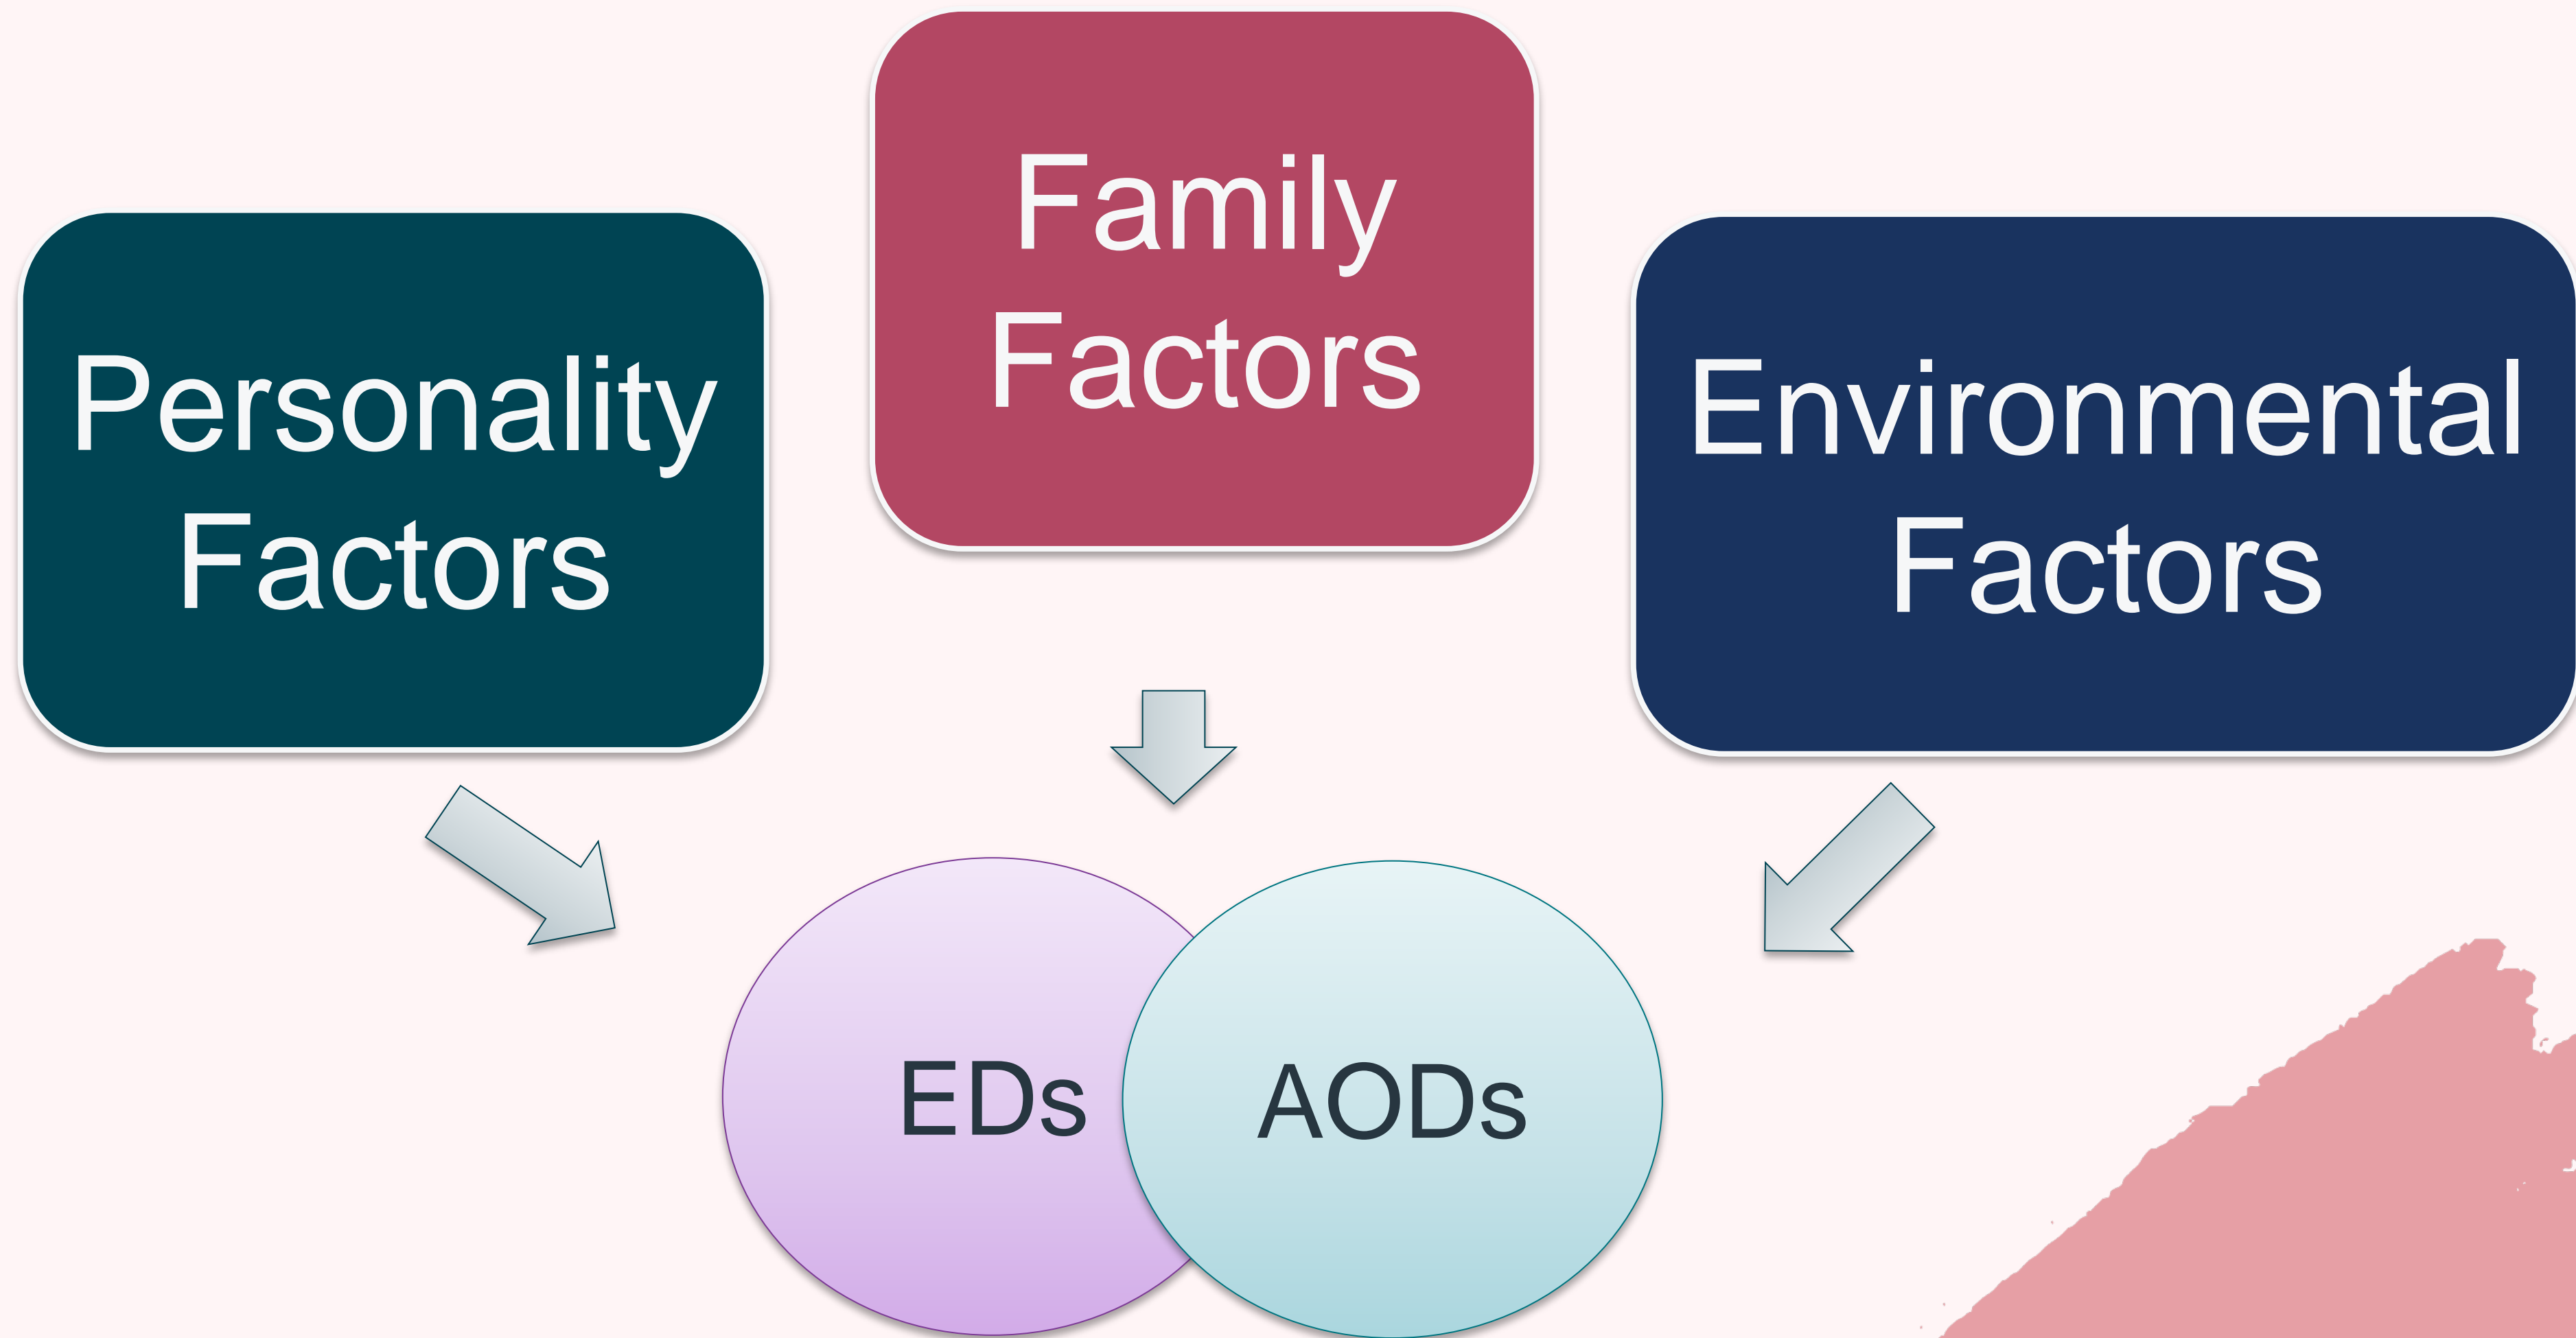 Personality
Factors
Family
Factors
Environmental
Factors
EDs
AODs